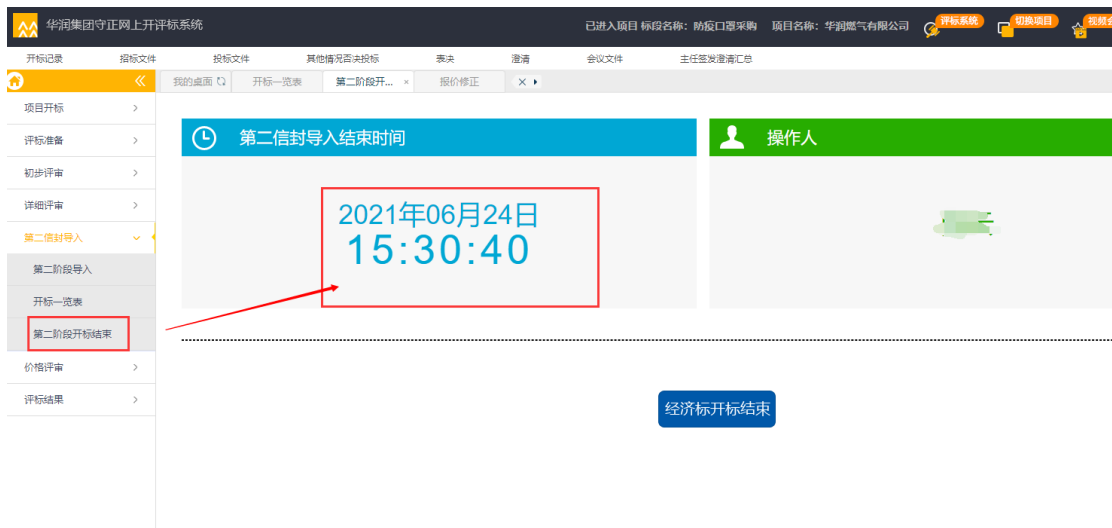 华润集团守正网上开评标系统
已进入项目 标段名称：防疫口罩采购 项目名称：华润燃气有限公司 评标系统 切换项目 视频会
开标记录 招标文件 投标文件 其他情况否决投标 表决 澄清 会议文件 主任签发澄清汇总
我的桌面 开标一览表 第二阶段开... × 报价修正
项目开标
评标准备
初步评审
详细评审
第二信封导入
第二阶段导入
开标一览表
第二阶段开标结束
价格评审
评标结果
第二信封导入结束时间
2021年06月24日
15:30:40
操作人
经济标开标结束